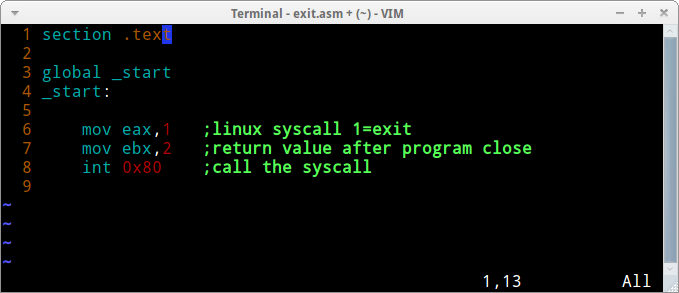 Terminal - exit.asm + (~) - VIM
1 section .text
2
3 global _start
4 _start:
5
6     mov eax,1   ;linux syscall 1=exit
7     mov ebx,2   ;return value after program close
8     int 0x80    ;call the syscall
9
~
~
~
~
1,13          All